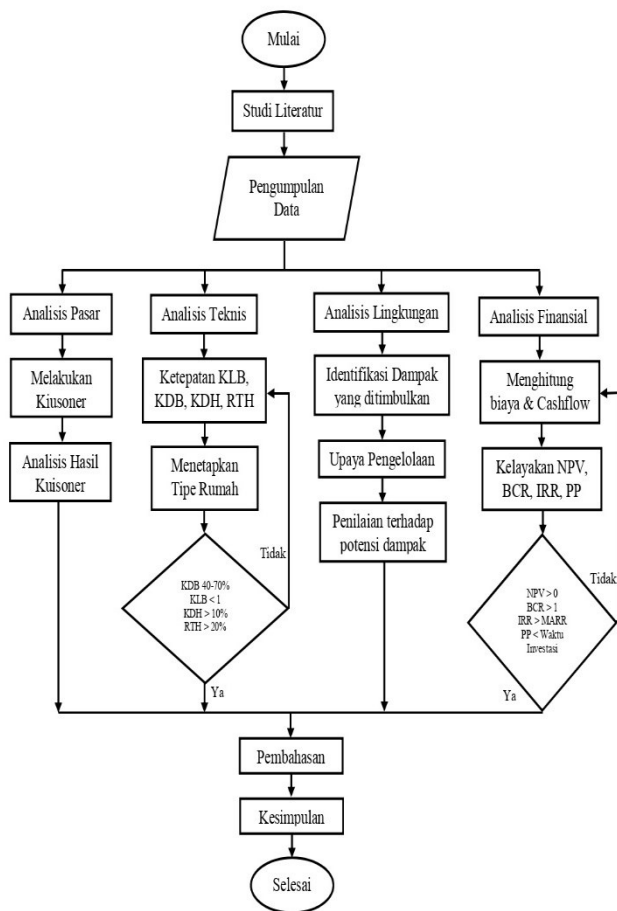 Mulai
Studi Literatur
Pengumpulan
Data
Analisis Pasar
Analisis Teknis
Analisis Lingkungan
Analisis Finansial
Melakukan
Kiusoner
Ketepatan KLB,
KDB, KDH, RTH
Identifikasi Dampak
yang ditimbulkan
Menghitung
biaya & Cashflow
Analisis Hasil
Kuisoner
Menetapkan
Tipe Rumah
Upaya Pengelolaan
Kelayakan NPV,
BCR, IRR, PP
Penilaian terhadap
potensi dampak
Tidak
KDB 40-70%
KLB < 1
KDH > 10%
RTH > 20%
Ya
Tidak
NPV > 0
BCR > 1
IRR > MARR
PP < Waktu
Investasi
Ya
Pembahasan
Kesimpulan
Selesai